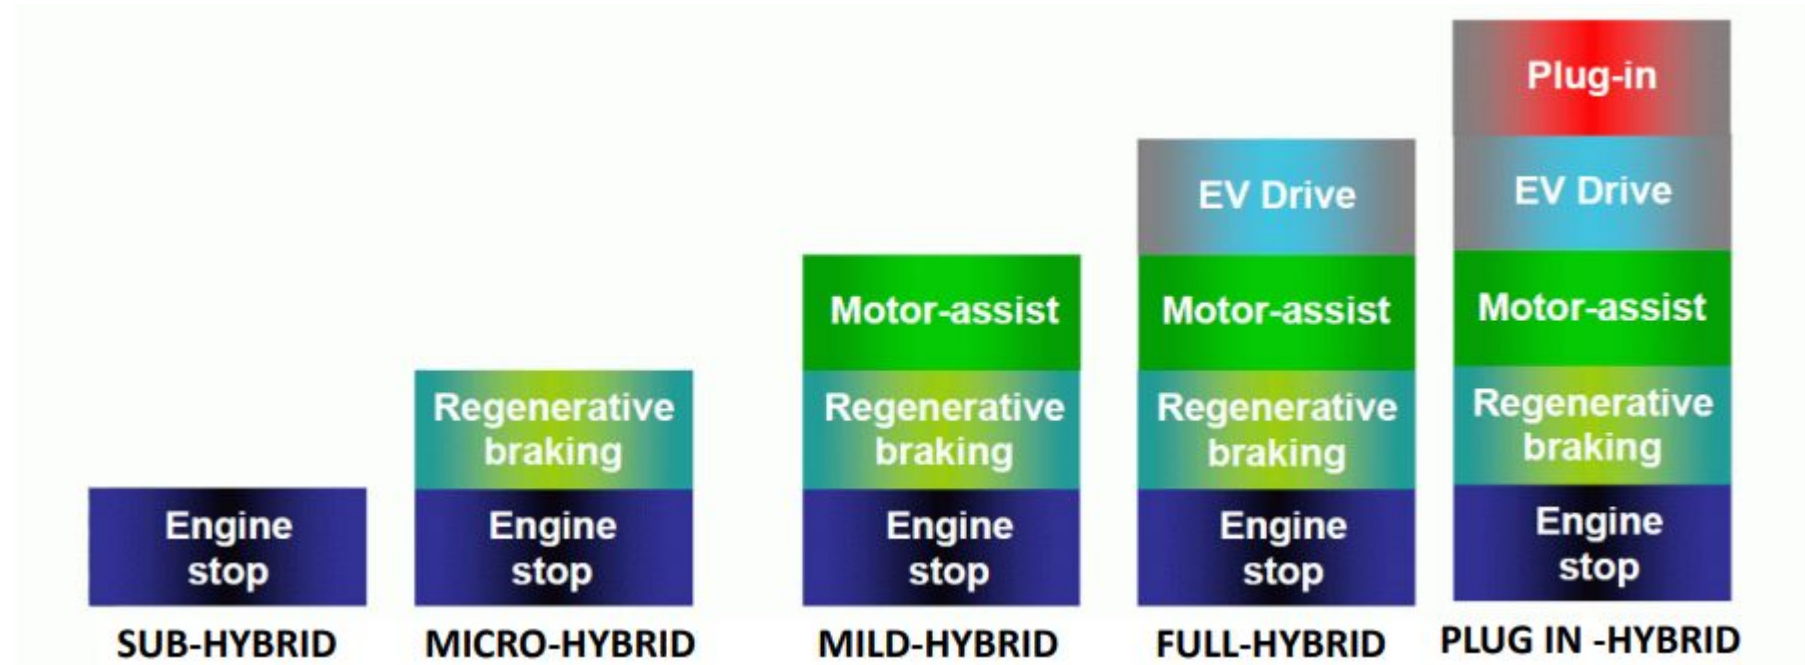 Plug-in
EV Drive
EV Drive
Motor-assist
Motor-assist
Motor-assist
Regenerative
braking
Regenerative
braking
Regenerative
braking
Regenerative
braking
Engine
stop
Engine
stop
Engine
stop
Engine
stop
Engine
stop
SUB-HYBRID
MICRO-HYBRID
MILD-HYBRID
FULL-HYBRID
PLUG IN -HYBRID